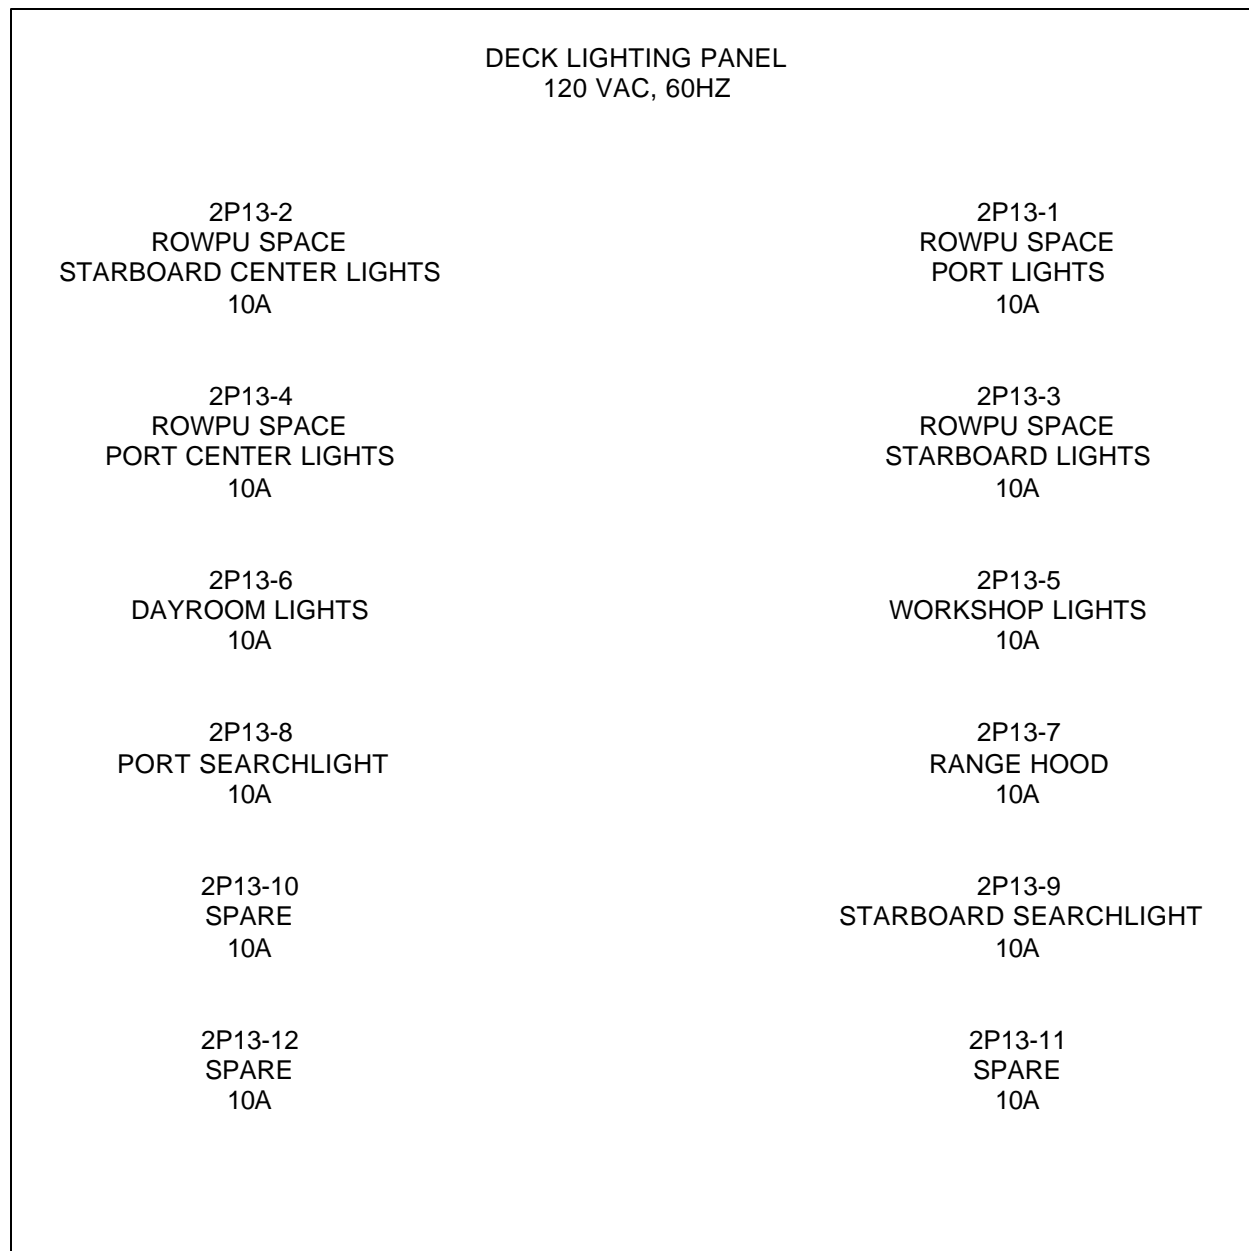 DECK LIGHTING PANEL
120 VAC, 60HZ
2P13-2
ROWPU SPACE
STARBOARD CENTER LIGHTS
10A
2P13-1
ROWPU SPACE
PORT LIGHTS
10A
2P13-4
ROWPU SPACE
PORT CENTER LIGHTS
10A
2P13-3
ROWPU SPACE
STARBOARD LIGHTS
10A
2P13-6
DAYROOM LIGHTS
10A
2P13-5
WORKSHOP LIGHTS
10A
2P13-8
PORT SEARCHLIGHT
10A
2P13-7
RANGE HOOD
10A
2P13-10
SPARE
10A
2P13-9
STARBOARD SEARCHLIGHT
10A
2P13-12
SPARE
10A
2P13-11
SPARE
10A